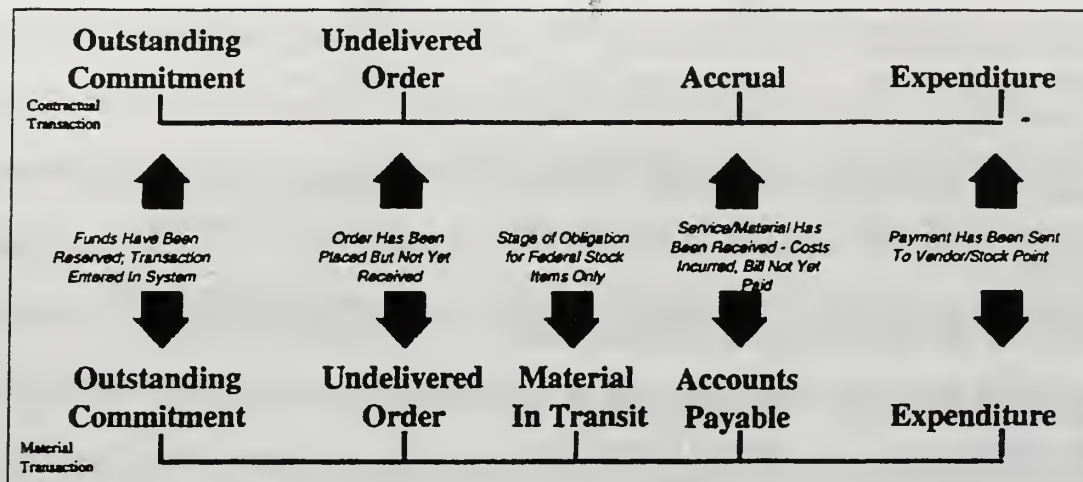 Outstanding
Commitment
Undelivered
Order
Accrual
Expenditure
Contractual
Transaction
Funds Have Been
Reserved; Transaction
Entered In System
Order Has Been
Placed But Not Yet
Received
Stage of Obligation
for Federal Stock
Items Only
Service/Material Has
Been Received - Costs
Incurred, Bill Not Yet
Paid
Payment Has Been Sent
To Vendor/Stock Point
Outstanding
Commitment
Undelivered
Order
Material
In Transit
Accounts
Payable
Expenditure
Material
Transaction